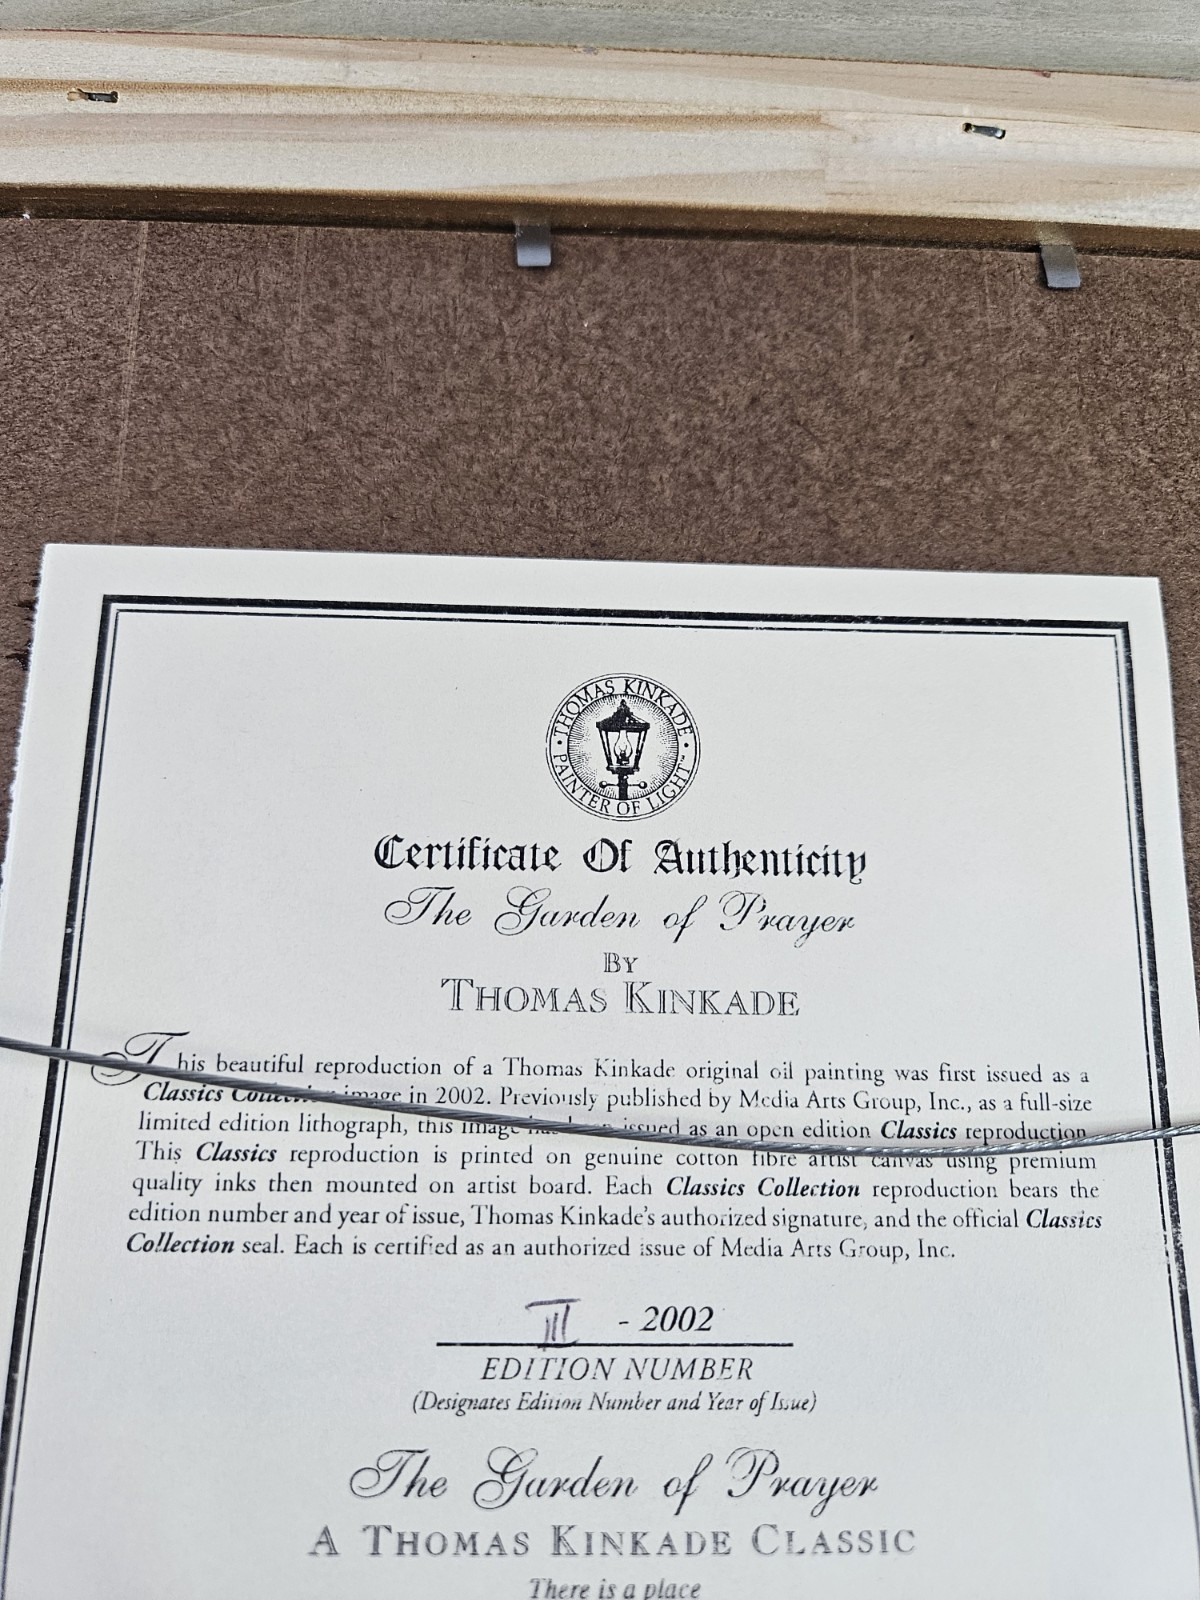 THOMAS KINKADE
PAINTER OF LIGHT™
Certificate Of Authenticity
The Garden of Prayer
BY
THOMAS KINKADE
This beautiful reproduction of a Thomas Kinkade original oil painting was first issued as a
Classics Collection image in 2002. Previously published by Media Arts Group, Inc., as a full-size
limited edition lithograph, this image has been issued as an open edition Classics reproduction.
This Classics reproduction is printed on genuine cotton fibre artist canvas using premium
quality inks then mounted on artist board. Each Classics Collection reproduction bears the
edition number and year of issue, Thomas Kinkade's authorized signature, and the official Classics
Collection seal. Each is certified as an authorized issue of Media Arts Group, Inc.
III - 2002
EDITION NUMBER
(Designates Edition Number and Year of Issue)
The Garden of Prayer
A THOMAS KINKADE CLASSIC
There is a place